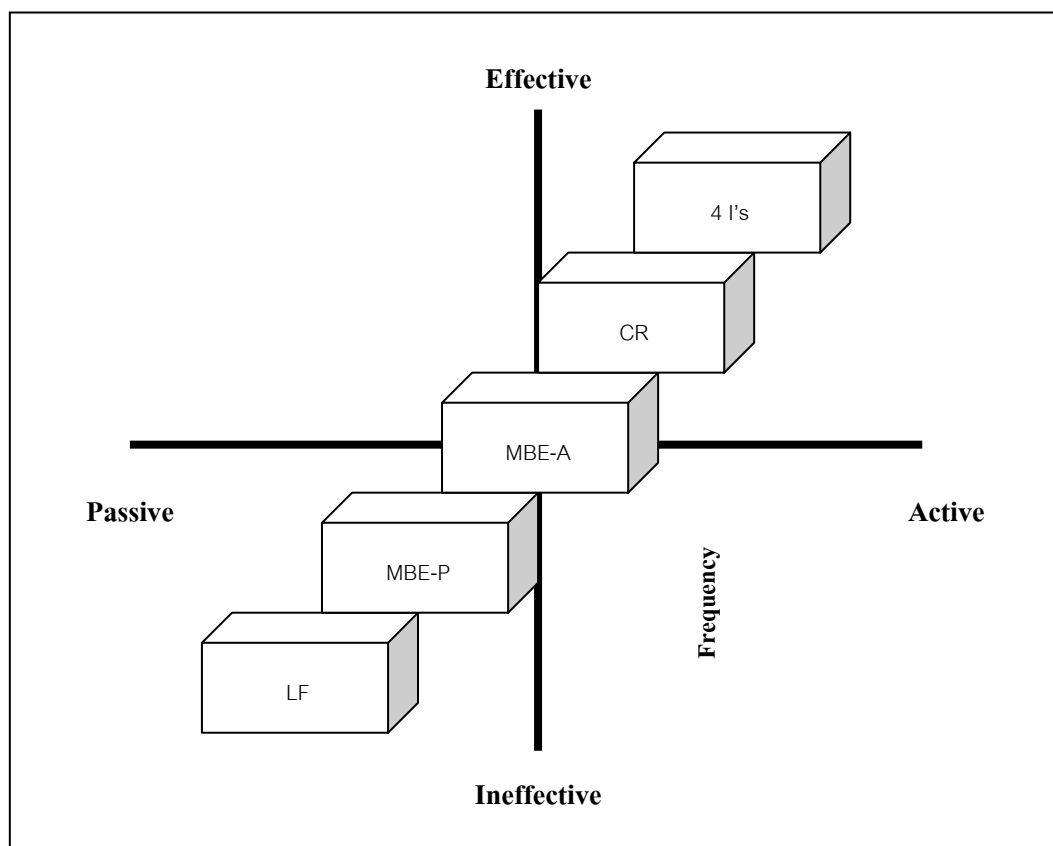 Effective
4 I's
CR
MBE-A
Passive
Active
MBE-P
Frequency
LF
Ineffective